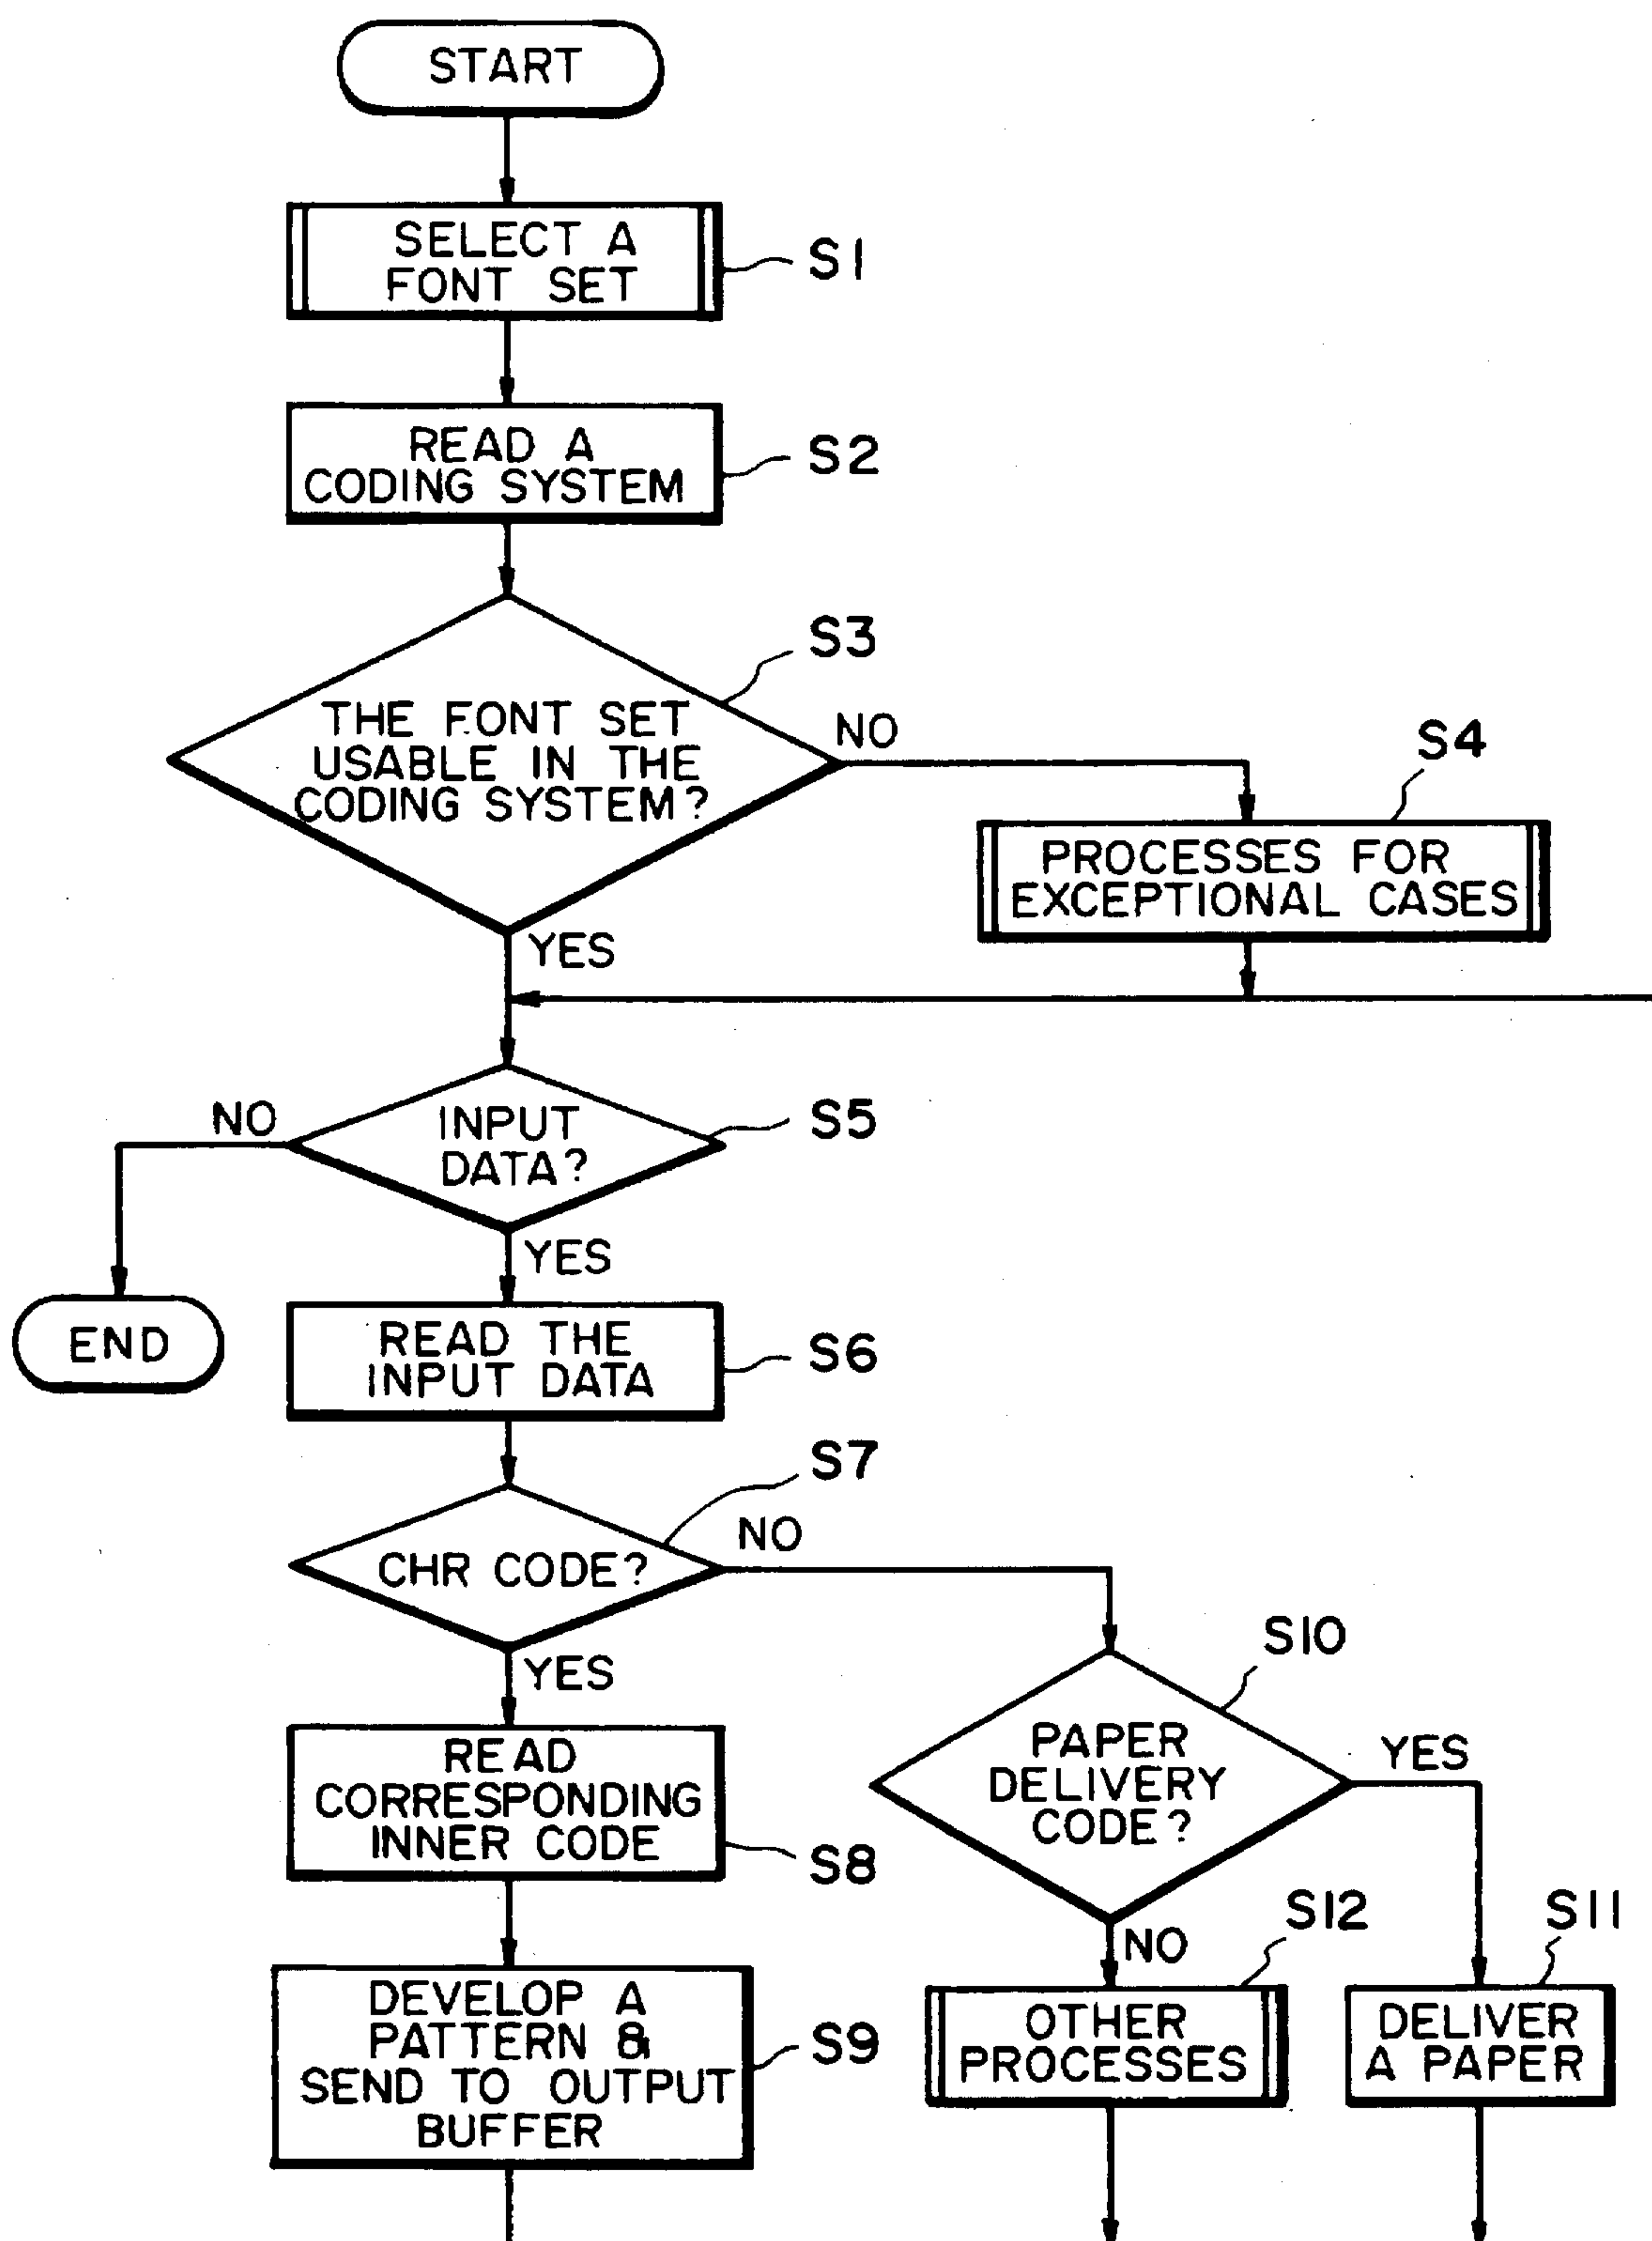 START
SELECT A
FONT SET
S1
READ A
CODING SYSTEM
S2
S3
THE FONT SET
USABLE IN THE
CODING SYSTEM?
NO
S4
PROCESSES FOR
EXCEPTIONAL CASES
YES
NO
INPUT
DATA?
S5
YES
END
READ THE
INPUT DATA
S6
S7
CHR CODE?
NO
YES
S10
PAPER
DELIVERY
CODE?
YES
READ
CORRESPONDING
INNER CODE
S8
NO
S12
S11
DEVELOP A
PATTERN &
SEND TO OUTPUT
BUFFER
S9
OTHER
PROCESSES
DELIVER
A PAPER